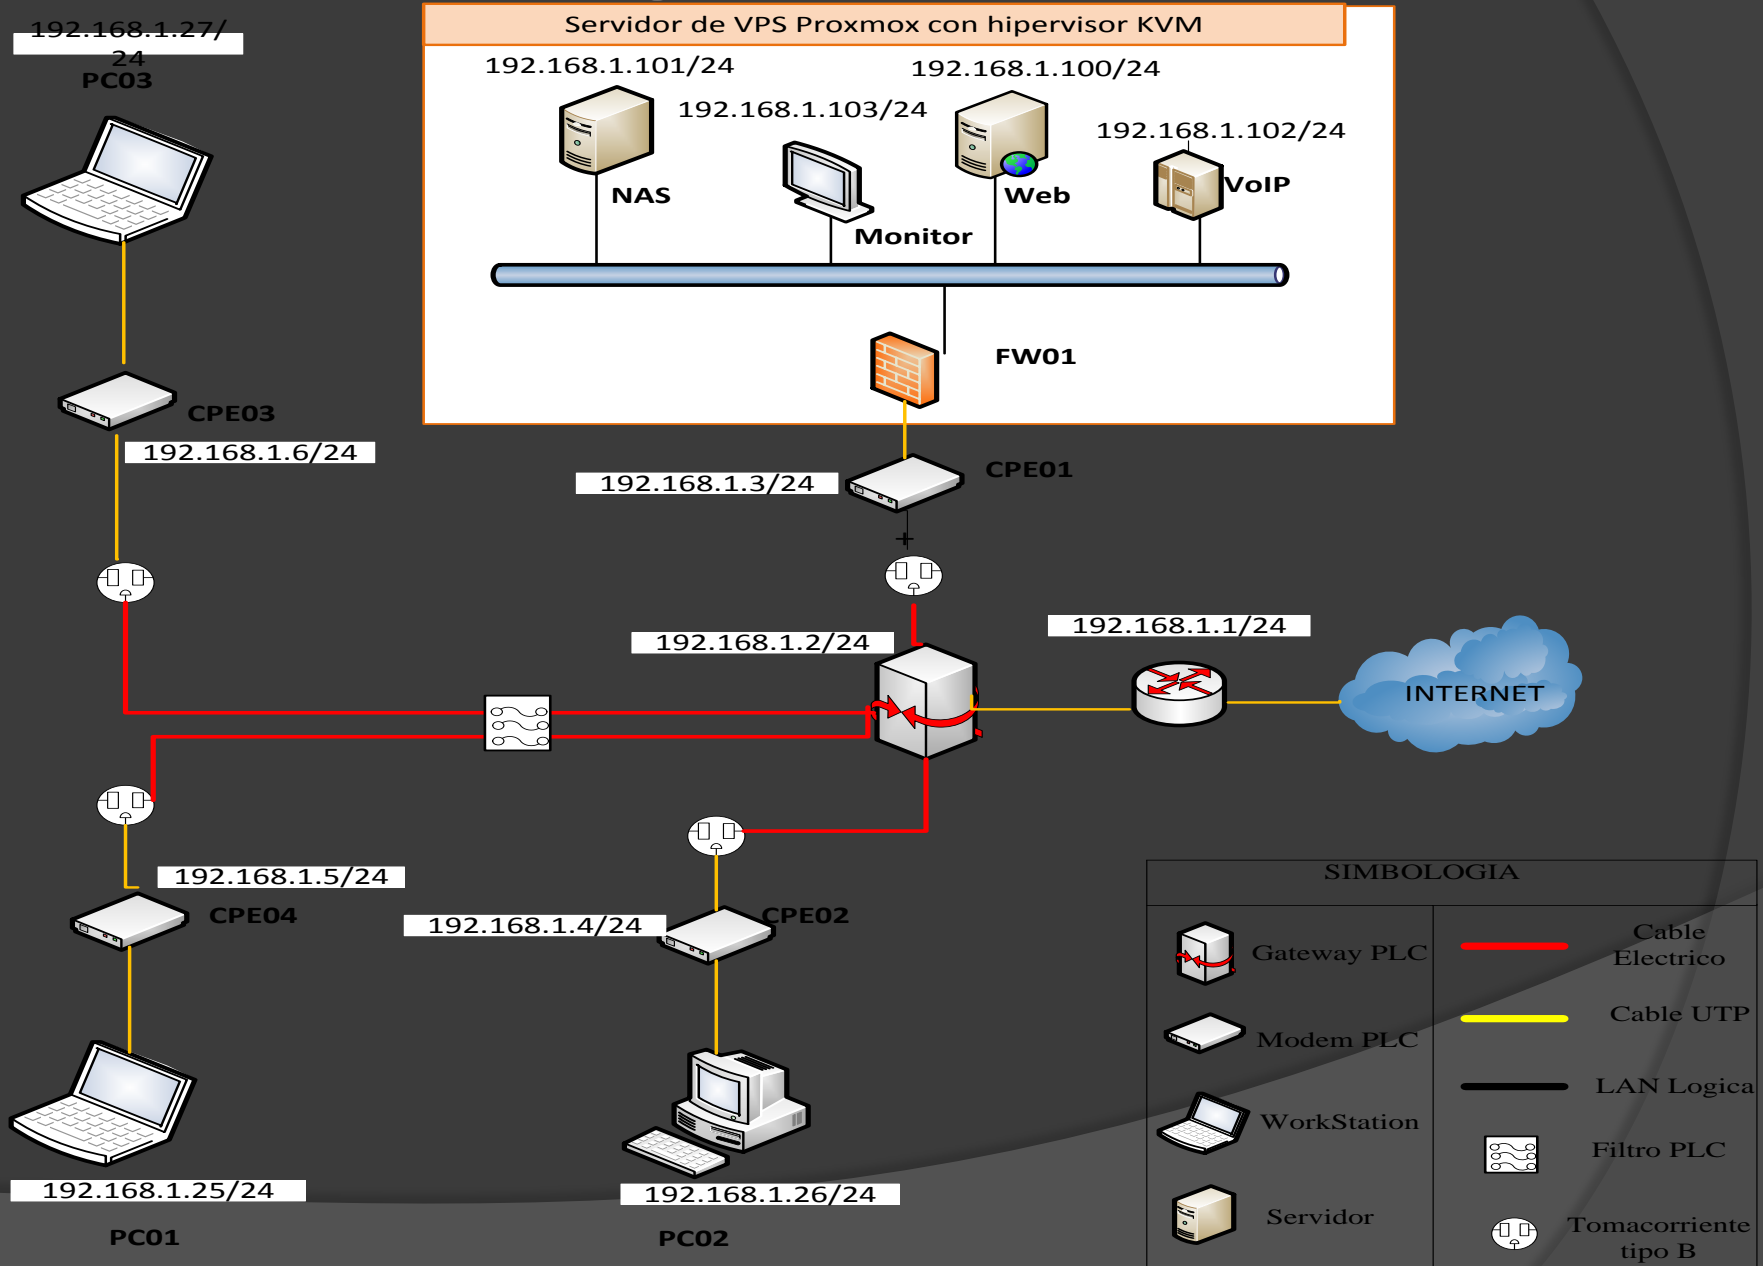 192.168.1.27/
24
PC03
Servidor de VPS Proxmox con hipervisor KVM
192.168.1.101/24
192.168.1.100/24
192.168.1.103/24
192.168.1.102/24
NAS
Web
VoIP
Monitor
FW01
CPE03
192.168.1.6/24
CPE01
192.168.1.3/24
192.168.1.2/24
192.168.1.1/24
INTERNET
192.168.1.5/24
CPE04
192.168.1.4/24
CPE02
192.168.1.25/24
PC01
192.168.1.26/24
PC02
SIMBOLOGIA
Gateway PLC
Cable
Electrico
Modem PLC
Cable UTP
WorkStation
LAN Logica
Filtro PLC
Servidor
Tomacorriente
tipo B